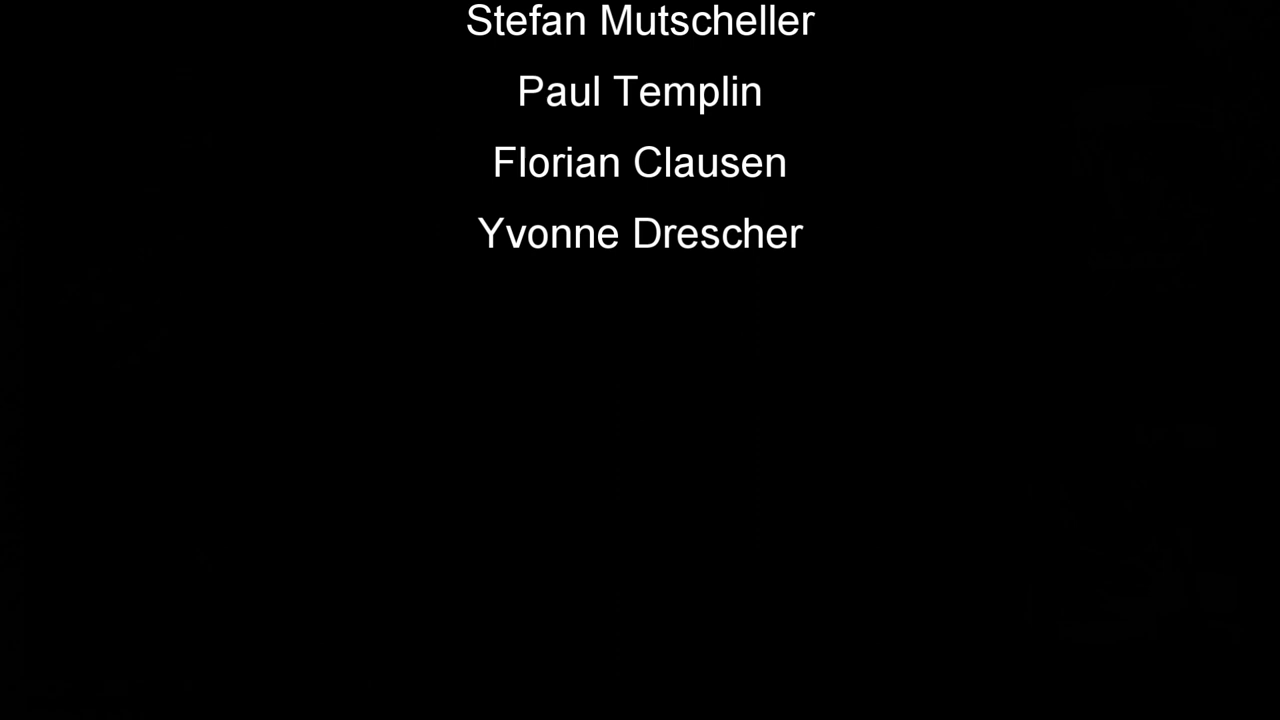 Stefan Mutscheller
Paul Templin
Florian Clausen
Yvonne Drescher